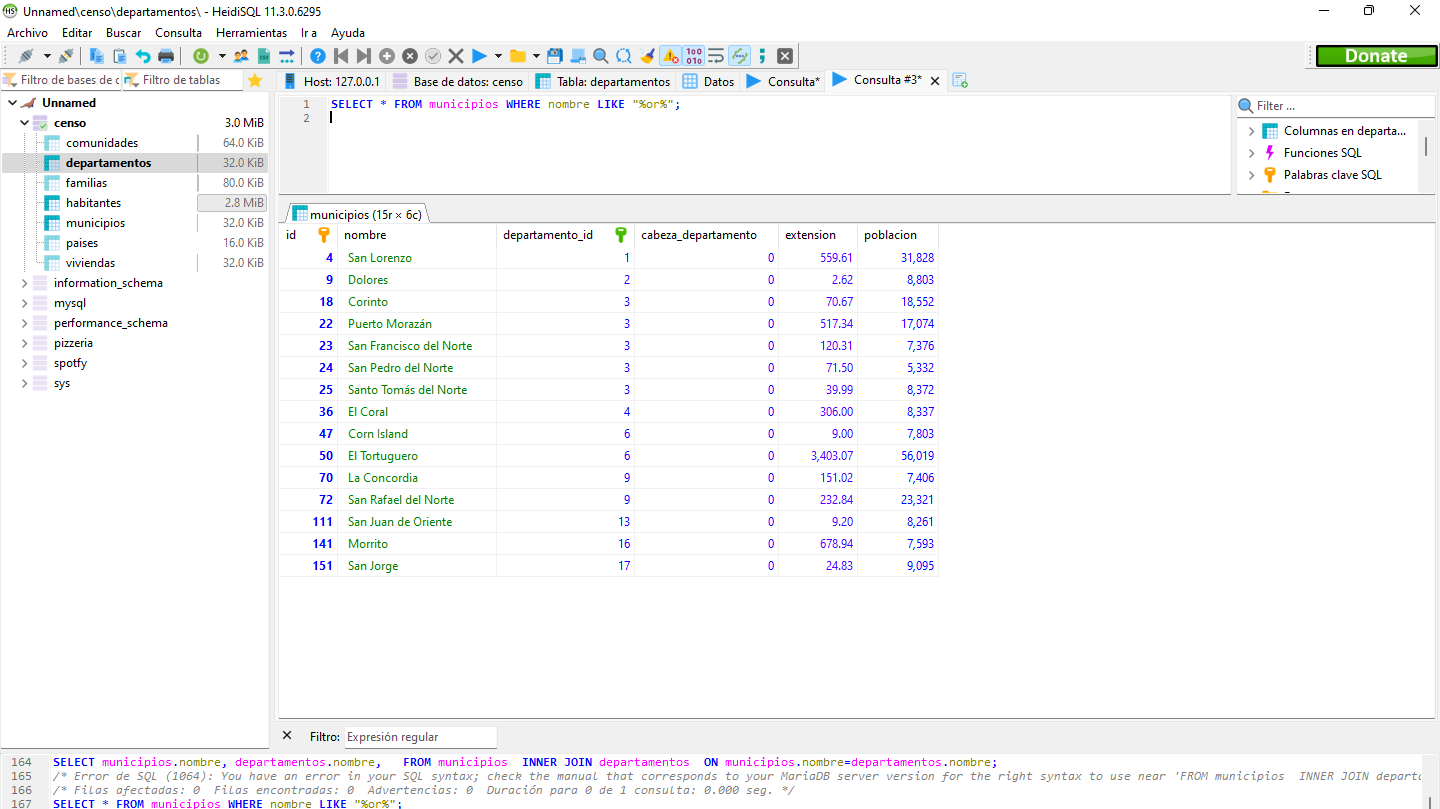 Unnamed\censo\departamentos\ - HeidiSQL 11.3.0.6295
Archivo Editar Buscar Consulta Herramientas Ir a Ayuda
Donate
Filtro de bases de c Filtro de tablas
Host: 127.0.0.1 Base de datos: censo Tabla: departamentos Datos Consulta* Consulta #3*
Unnamed
censo 3.0 MiB
comunidades 64.0 KiB
departamentos 32.0 KiB
familias 80.0 KiB
habitantes 2.8 MiB
municipios 32.0 KiB
paises 16.0 KiB
viviendas 32.0 KiB
information_schema
mysql
performance_schema
pizzeria
spotfy
sys
1 SELECT * FROM municipios WHERE nombre LIKE "%or%";
2
Filter ...
Columnas en departa...
Funciones SQL
Palabras clave SQL
municipios (15r × 6c)
id nombre departamento_id cabeza_departamento extension poblacion
4 San Lorenzo 1 0 559.61 31,828
9 Dolores 2 0 2.62 8,803
18 Corinto 3 0 70.67 18,552
22 Puerto Morazán 3 0 517.34 17,074
23 San Francisco del Norte 3 0 120.31 7,376
24 San Pedro del Norte 3 0 71.50 5,332
25 Santo Tomás del Norte 3 0 39.99 8,372
36 El Coral 4 0 306.00 8,337
47 Corn Island 6 0 9.00 7,803
50 El Tortuguero 6 0 3,403.07 56,019
70 La Concordia 9 0 151.02 7,406
72 San Rafael del Norte 9 0 232.84 23,321
111 San Juan de Oriente 13 0 9.20 8,261
141 Morrito 16 0 678.94 7,593
151 San Jorge 17 0 24.83 9,095
Filtro: Expresión regular
164 SELECT municipios.nombre, departamentos.nombre, FROM municipios INNER JOIN departamentos ON municipios.nombre=departamentos.nombre;
165 /* Error de SQL (1064): You have an error in your SQL syntax; check the manual that corresponds to your MariaDB server version for the right syntax to use near 'FROM municipios INNER JOIN departa
166 /* Filas afectadas: 0 Filas encontradas: 0 Advertencias: 0 Duración para 0 de 1 consulta: 0.000 seg. */
167 SELECT * FROM municipios WHERE nombre LIKE "%or%";